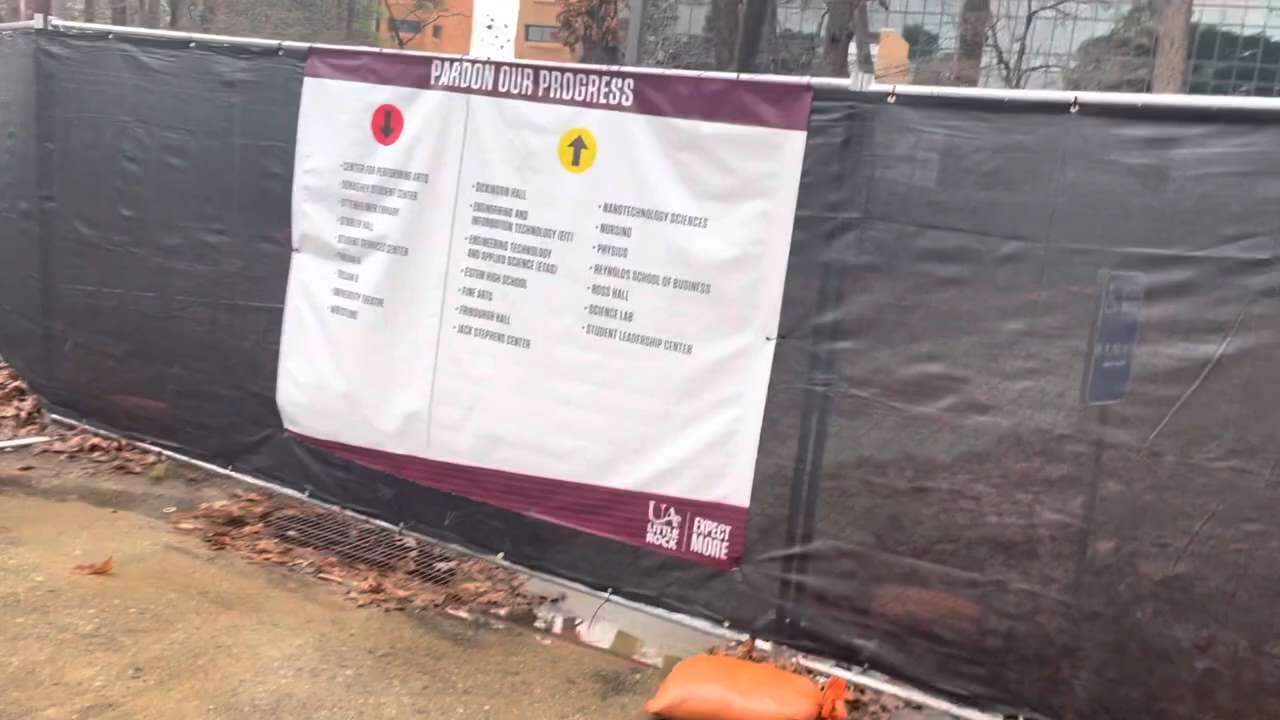 PARDON OUR PROGRESS
• CENTER FOR PERFORMING ARTS
• DONAGHEY STUDENT CENTER
• OTTENHEIMER LIBRARY
• STABLER HALL
• STUDENT SERVICES CENTER
• UNIVERSITY THEATRE
• WRESTLING
• DICKINSON HALL
• ENGINEERING AND
INFORMATION TECHNOLOGY (EIT)
• ENGINEERING TECHNOLOGY
AND APPLIED SCIENCE (ETAS)
• ESTEM HIGH SCHOOL
• FINE ARTS
• FRIBOURGH HALL
• JACK STEPHENS CENTER
• NANOTECHNOLOGY SCIENCES
• NURSING
• PHYSICS
• REYNOLDS SCHOOL OF BUSINESS
• ROSS HALL
• SCIENCE LAB
• STUDENT LEADERSHIP CENTER
UA
LITTLE
ROCK
EXPECT
MORE